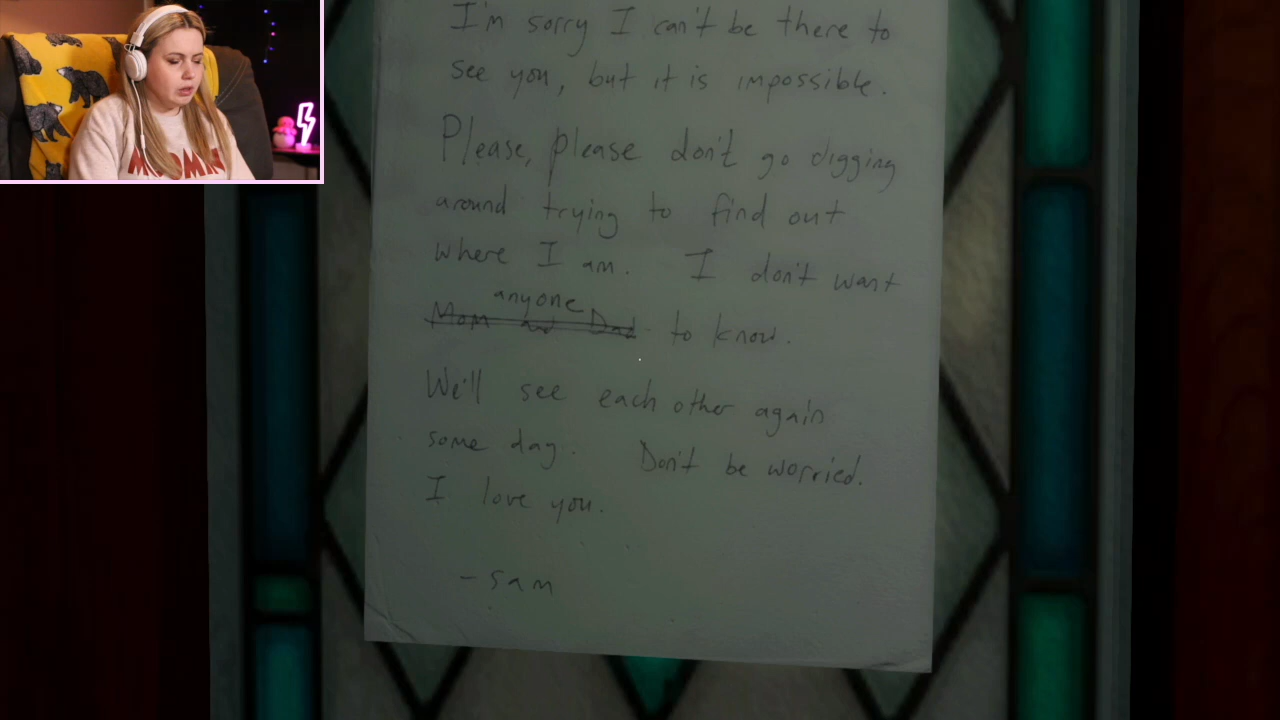 I'm sorry I can't be there to
see you, but it is impossible.
Please, please don't go digging
around trying to find out
where I am. I don't want
anyone
Mom and Dad to know.
We'll see each other again
some day. Don't be worried.
I love you.
- Sam